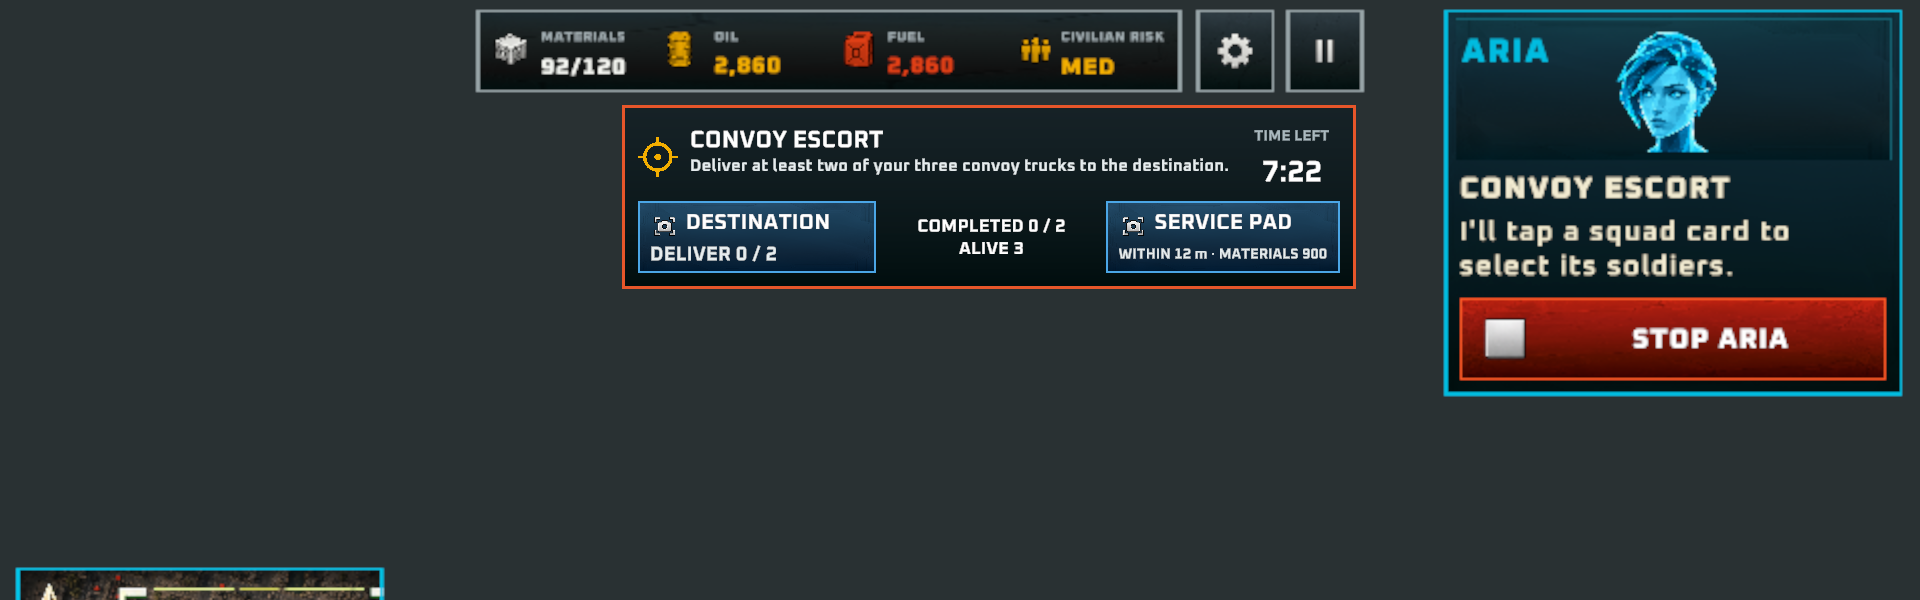 MATERIALS
92/120
OIL
2,860
FUEL
2,860
CIVILIAN RISK
MED
CONVOY ESCORT
Deliver at least two of your three convoy trucks to the destination.
TIME LEFT
7:22
DESTINATION
DELIVER 0 / 2
COMPLETED 0 / 2
ALIVE 3
SERVICE PAD
WITHIN 12 m · MATERIALS 900
ARIA
CONVOY ESCORT
I'll tap a squad card to
select its soldiers.
STOP ARIA